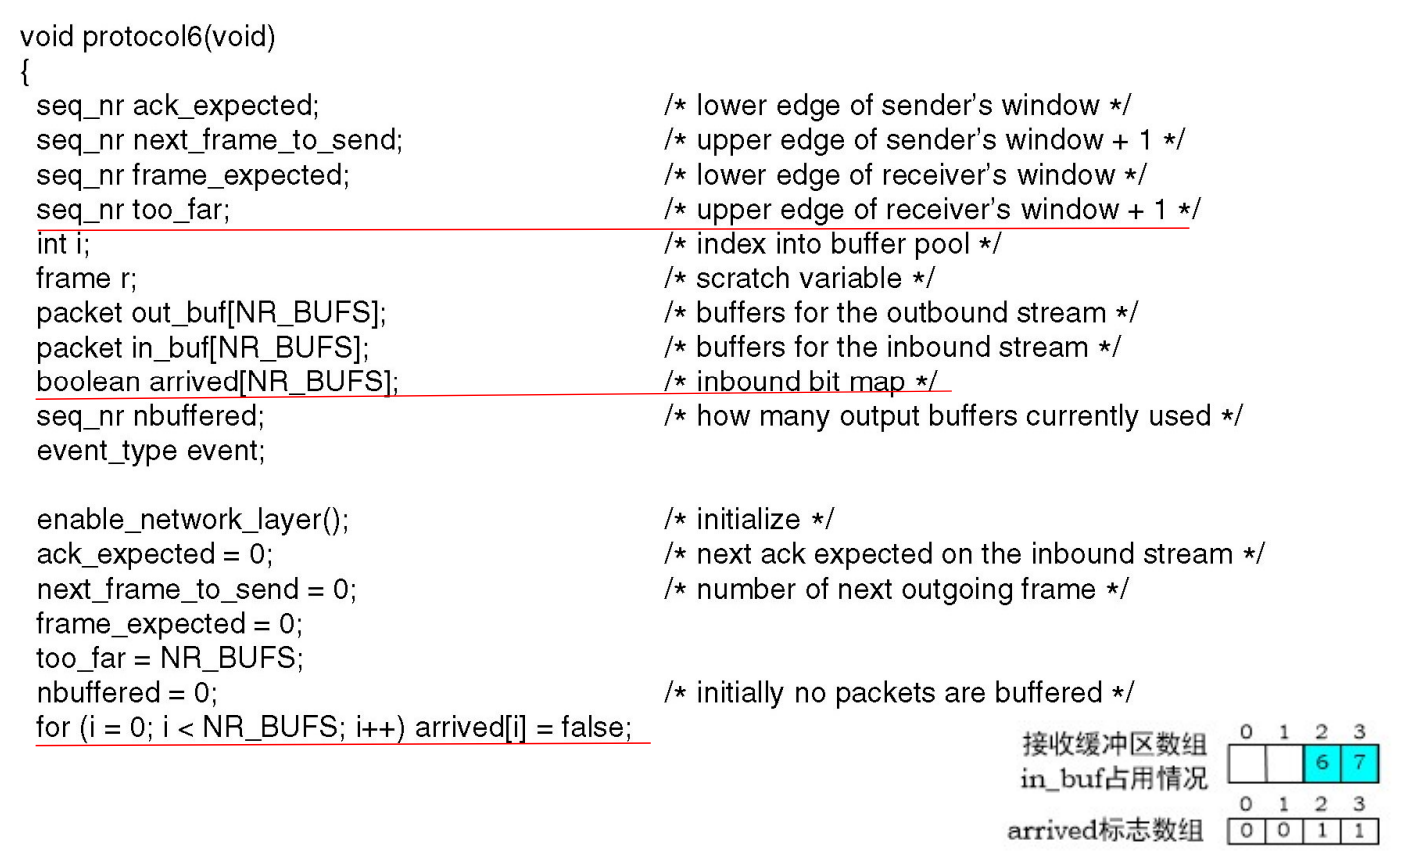 void protocol6(void)
{
seq_nr ack_expected; /* lower edge of sender's window */
seq_nr next_frame_to_send; /* upper edge of sender's window + 1 */
seq_nr frame_expected; /* lower edge of receiver's window */
seq_nr too_far; /* upper edge of receiver's window + 1 */
int i; /* index into buffer pool */
frame r; /* scratch variable */
packet out_buf[NR_BUFS]; /* buffers for the outbound stream */
packet in_buf[NR_BUFS]; /* buffers for the inbound stream */
boolean arrived[NR_BUFS]; /* inbound bit map */
seq_nr nbuffered; /* how many output buffers currently used */
event_type event;
enable_network_layer(); /* initialize */
ack_expected = 0; /* next ack expected on the inbound stream */
next_frame_to_send = 0; /* number of next outgoing frame */
frame_expected = 0;
too_far = NR_BUFS;
nbuffered = 0; /* initially no packets are buffered */
for (i = 0; i < NR_BUFS; i++) arrived[i] = false;
0 1 2 3
接收缓冲区数组
6 7
in_buf占用情况
0 1 2 3
arrived标志数组 0 0 1 1